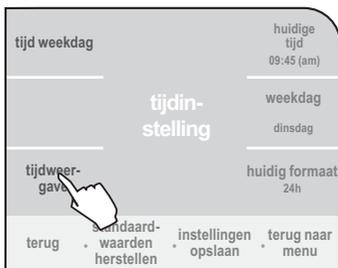 tijd weekdag
huidige
tijd
09:45 (am)
tijdin-
stelling
weekdag
dinsdag
tijdweer-
gave
huidig formaat
24h
terug
standaard-
waarden
herstellen
instellingen
opslaan
terug naar
menu